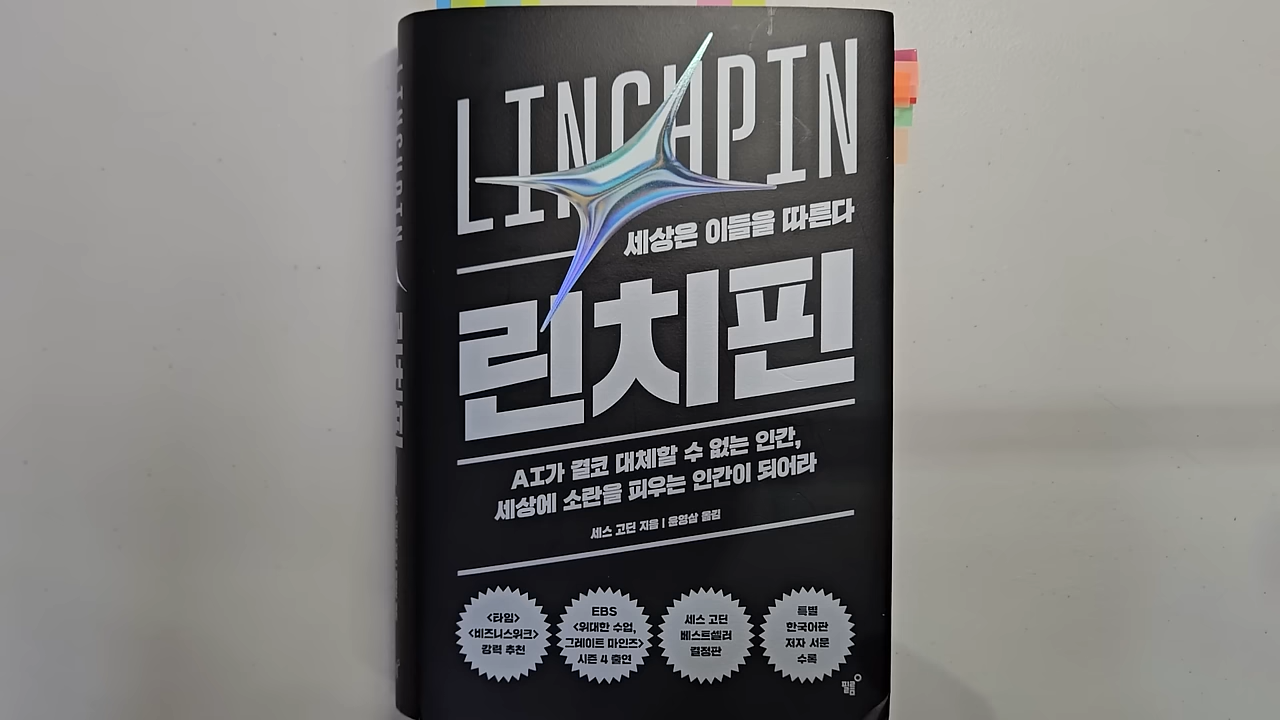 LINCHPIN
세상은 이들을 따른다
린치핀
AI가 결코 대체할 수 없는 인간,
세상에 소란을 피우는 인간이 되어라
세스 고딘 지음 | 윤영삼 옮김
<타임>
<비즈니스위크>
강력 추천
EBS
<위대한 수업,
그레이트 마인즈>
시즌 4 출연
세스 고딘
베스트셀러
결정판
특별
한국어판
저자 서문
수록
필름
LINCHPIN
린치핀